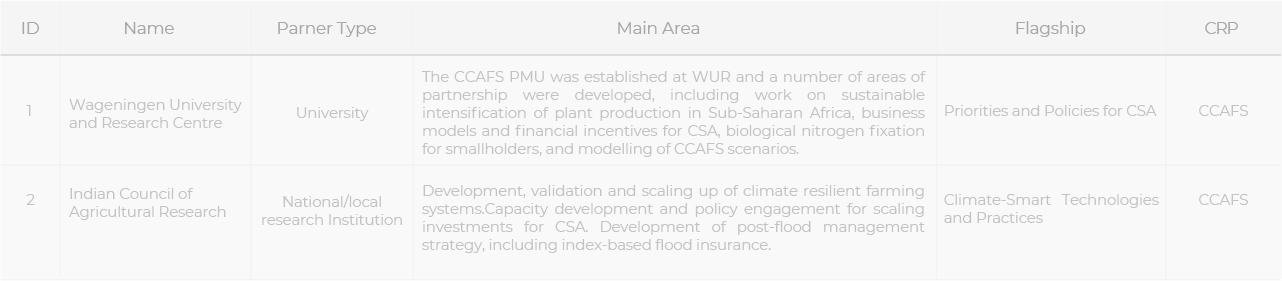 ID Name Parner Type Main Area Flagship CRP
1
Wageningen University
and Research Centre
University
The CCAFS PMU was established at WUR and a number of areas of
partnership were developed, including work on sustainable
intensification of plant production in Sub-Saharan Africa, business
models and financial incentives for CSA, biological nitrogen fixation
for smallholders, and modelling of CCAFS scenarios.
Priorities and Policies for CSA
CCAFS
2
Indian Council of
Agricultural Research
National/local
research Institution
Development, validation and scaling up of climate resilient farming
systems.Capacity development and policy engagement for scaling
investments for CSA. Development of post-flood management
strategy, including index-based flood insurance.
Climate-Smart Technologies
and Practices
CCAFS